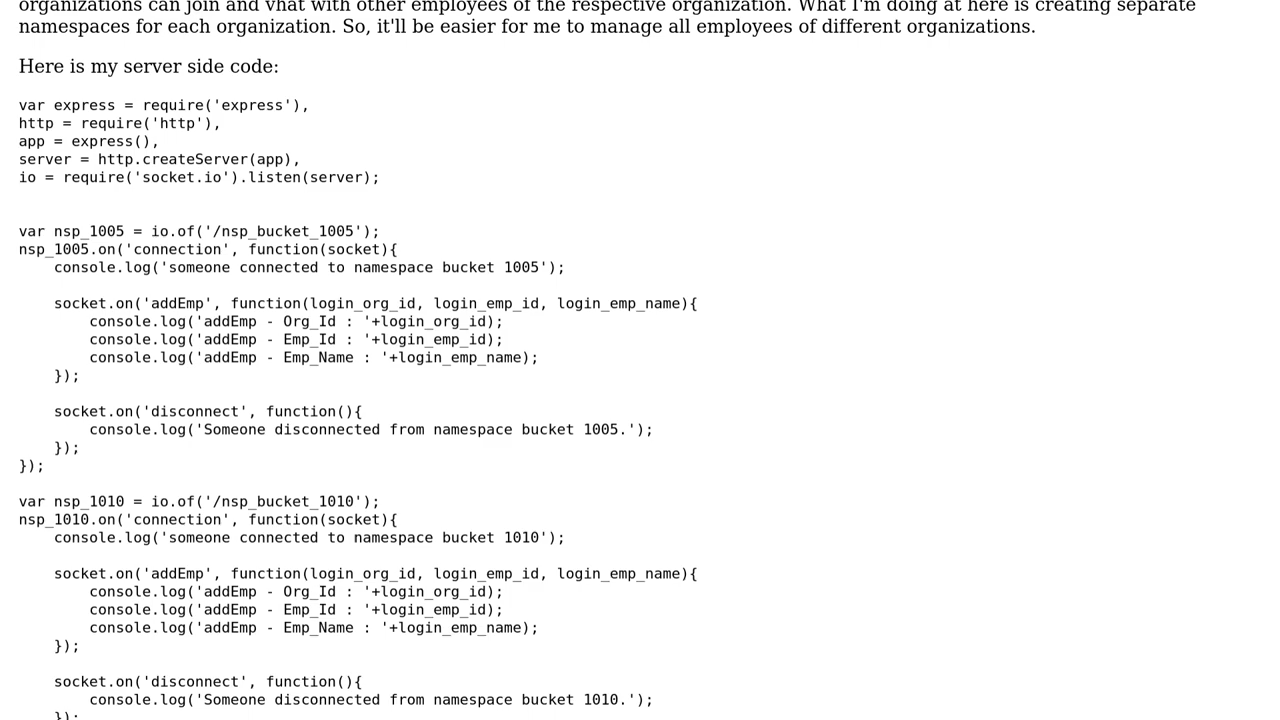 organizations can join and vhat with other employees of the respective organization. What I'm doing at here is creating separate
namespaces for each organization. So, it'll be easier for me to manage all employees of different organizations.
Here is my server side code:
var express = require('express'),
http = require('http'),
app = express(),
server = http.createServer(app),
io = require('socket.io').listen(server);
var nsp_1005 = io.of('/nsp_bucket_1005');
nsp_1005.on('connection', function(socket){
    console.log('someone connected to namespace bucket 1005');
    socket.on('addEmp', function(login_org_id, login_emp_id, login_emp_name){
        console.log('addEmp - Org_Id : '+login_org_id);
        console.log('addEmp - Emp_Id : '+login_emp_id);
        console.log('addEmp - Emp_Name : '+login_emp_name);
    });
    socket.on('disconnect', function(){
        console.log('Someone disconnected from namespace bucket 1005.');
    });
});
var nsp_1010 = io.of('/nsp_bucket_1010');
nsp_1010.on('connection', function(socket){
    console.log('someone connected to namespace bucket 1010');
    socket.on('addEmp', function(login_org_id, login_emp_id, login_emp_name){
        console.log('addEmp - Org_Id : '+login_org_id);
        console.log('addEmp - Emp_Id : '+login_emp_id);
        console.log('addEmp - Emp_Name : '+login_emp_name);
    });
    socket.on('disconnect', function(){
        console.log('Someone disconnected from namespace bucket 1010.');
    });